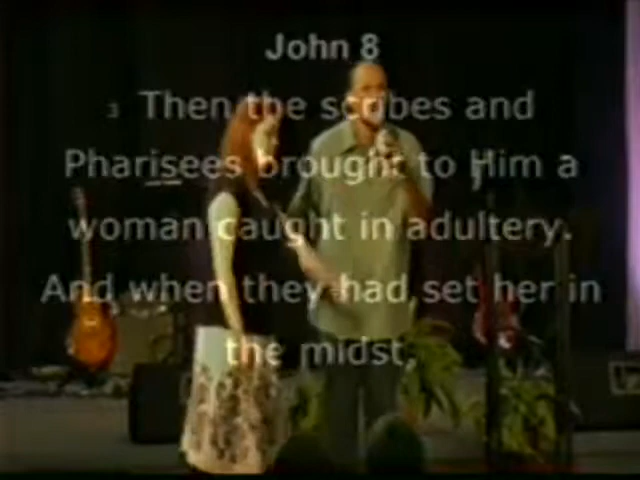 John 8
3 Then the scribes and
Pharisees brought to Him a
woman caught in adultery.
And when they had set her in
the midst,